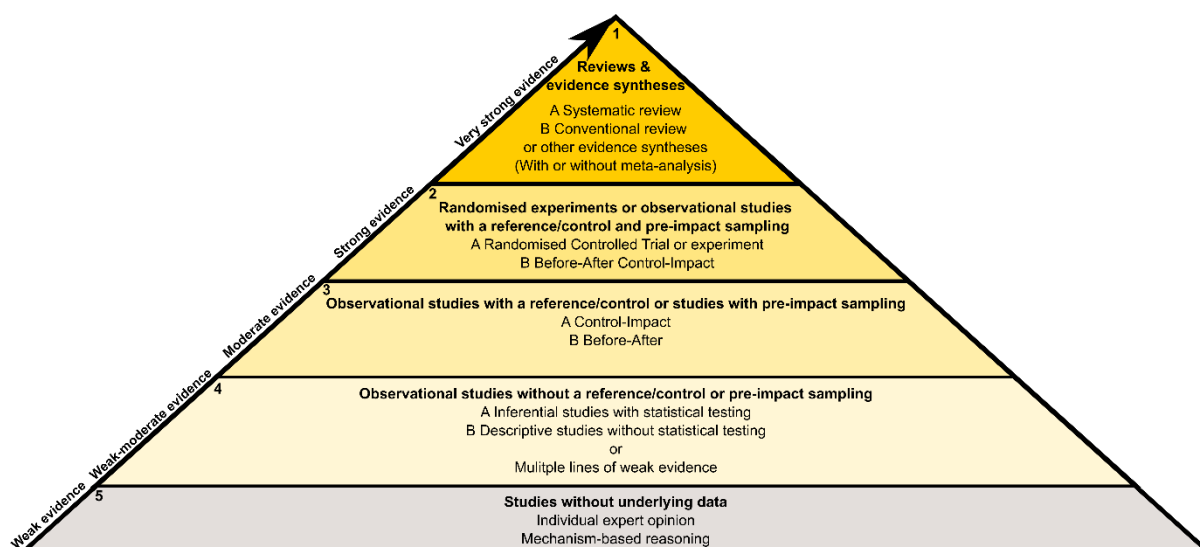 1
Reviews &
evidence syntheses
A Systematic review
B Conventional review
or other evidence syntheses
(With or without meta-analysis)
Very strong evidence
2
Randomised experiments or observational studies
with a reference/control and pre-impact sampling
A Randomised Controlled Trial or experiment
B Before-After Control-Impact
Strong evidence
3
Observational studies with a reference/control or studies with pre-impact sampling
A Control-Impact
B Before-After
Moderate evidence
4
Observational studies without a reference/control or pre-impact sampling
A Inferential studies with statistical testing
B Descriptive studies without statistical testing
or
Mulitple lines of weak evidence
Weak-moderate evidence
5
Studies without underlying data
Individual expert opinion
Mechanism-based reasoning
Weak evidence